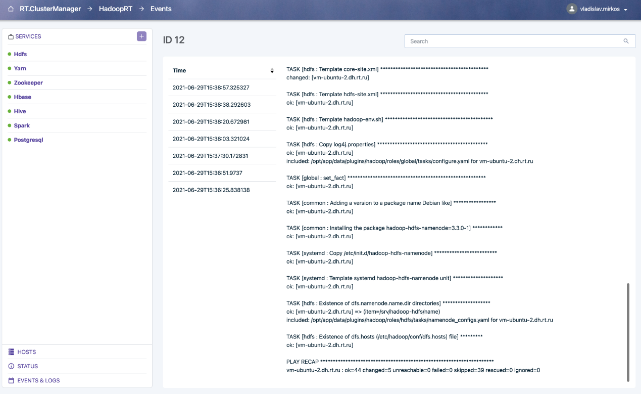 RT.ClusterManager → HadoopRT → Events
vladislav.mirkos
SERVICES +
Hdfs
Yarn
Zookeeper
Hbase
Hive
Spark
Postgresql
HOSTS
STATUS
EVENTS & LOGS
ID 12
Search
Time
2021-06-29T15:38:57.325327
2021-06-29T15:38:38.292603
2021-06-29T15:38:20.672981
2021-06-29T15:38:03.321024
2021-06-29T15:37:30.172831
2021-06-29T15:36:51.9737
2021-06-29T15:36:25.838138
TASK [hdfs : Template core-site.xml] ********************************************
changed: [vm-ubuntu-2.dh.rt.ru]
TASK [hdfs : Template hdfs-site.xml] ********************************************
ok: [vm-ubuntu-2.dh.rt.ru]
TASK [hdfs : Template hadoop-env.sh] ********************************************
ok: [vm-ubuntu-2.dh.rt.ru]
TASK [hdfs : Copy log4j properties] *********************************************
ok: [vm-ubuntu-2.dh.rt.ru]
included: /opt/app/data/plugins/hadoop/roles/global/tasks/configure.yaml for vm-ubuntu-2.dh.rt.ru
TASK [global : set_fact] ********************************************************
ok: [vm-ubuntu-2.dh.rt.ru]
TASK [common : Adding a version to a package name Debian like] *****************
ok: [vm-ubuntu-2.dh.rt.ru]
TASK [common : Installing the package hadoop-hdfs-namenode=3.3.0-1] ************
ok: [vm-ubuntu-2.dh.rt.ru]
TASK [systemd : Copy /etc/init.d/hadoop-hdfs-namenode] *************************
ok: [vm-ubuntu-2.dh.rt.ru]
TASK [systemd : Template systemd hadoop-hdfs-namenode unit] ********************
ok: [vm-ubuntu-2.dh.rt.ru]
TASK [hdfs : Existence of dfs.namenode.name.dir directories] *******************
ok: [vm-ubuntu-2.dh.rt.ru] => (item=/srv/hadoop-hdfs/name)
included: /opt/app/data/plugins/hadoop/roles/hdfs/tasks/namenode_configs.yaml for vm-ubuntu-2.dh.rt.ru
TASK [hdfs : Existence of dfs.hosts (/etc/hadoop/conf/dfs.hosts) file] *********
ok: [vm-ubuntu-2.dh.rt.ru]
PLAY RECAP *********************************************************************
vm-ubuntu-2.dh.rt.ru : ok=44 changed=5 unreachable=0 failed=0 skipped=39 rescued=0 ignored=0